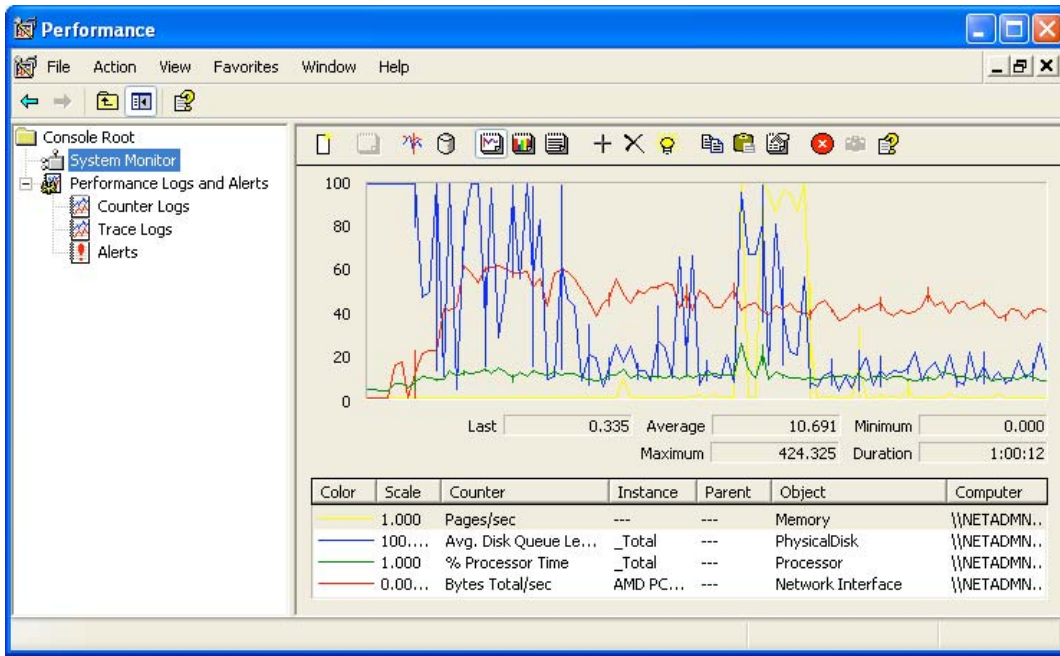 Performance
File Action View Favorites Window Help
Console Root
System Monitor
Performance Logs and Alerts
Counter Logs
Trace Logs
Alerts
100
80
60
40
20
0
Last 0.335 Average 10.691 Minimum 0.000
Maximum 424.325 Duration 1:00:12
Color Scale Counter Instance Parent Object Computer
1.000 Pages/sec --- --- Memory \\NETADMN...
100.... Avg. Disk Queue Le... _Total --- PhysicalDisk \\NETADMN...
1.000 % Processor Time _Total --- Processor \\NETADMN...
0.00... Bytes Total/sec AMD PC... --- Network Interface \\NETADMN...